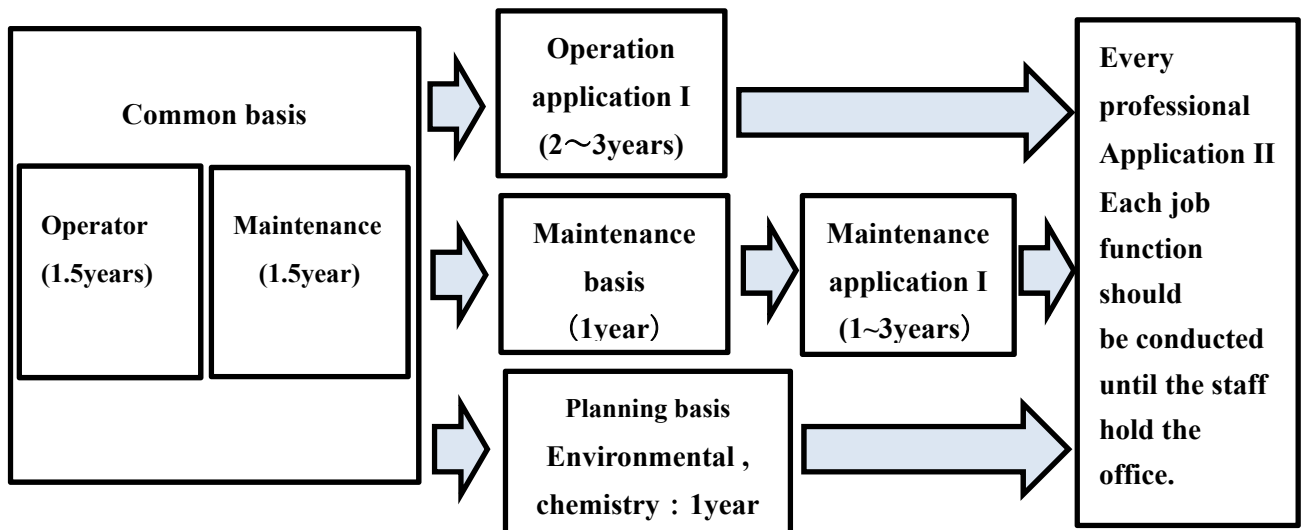 Common basis
Operator
(1.5years)
Maintenance
(1.5year)
Operation
application I
(2～3years)
Maintenance
basis
（1year）
Maintenance
application I
(1~3years）
Planning basis
Environmental ,
chemistry：1year
Every
professional
Application II
Each job
function
should
be conducted
until the staff
hold the
office.